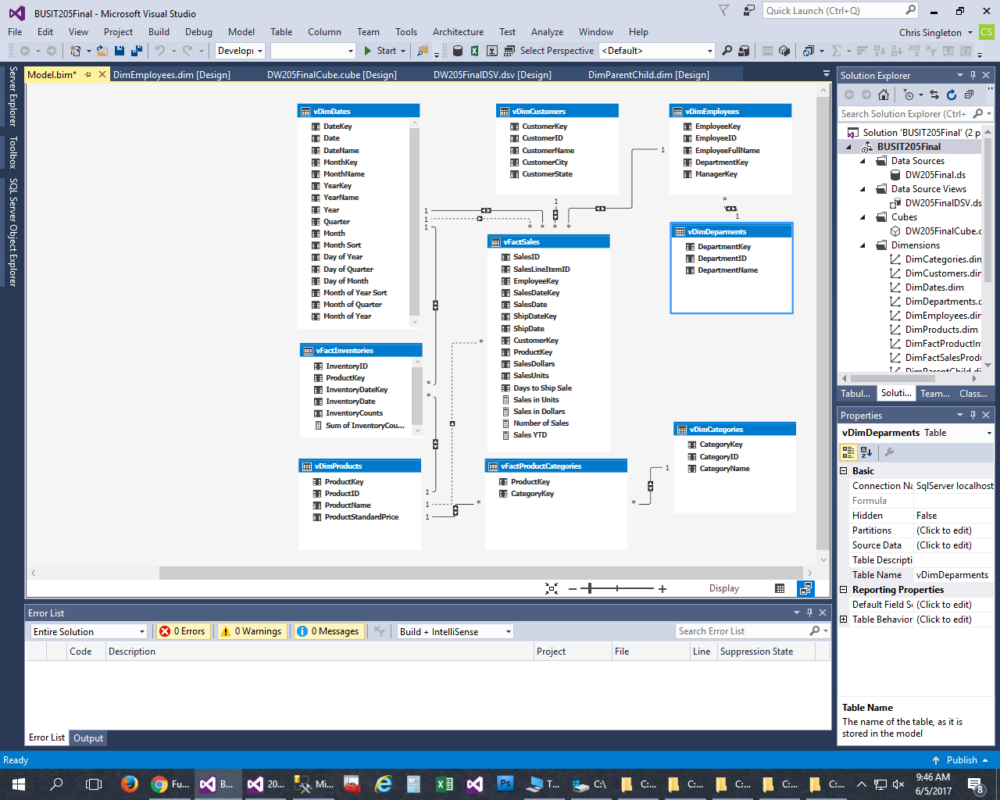 BUSIT205Final - Microsoft Visual Studio
Quick Launch (Ctrl+Q)
File Edit View Project Build Debug Model Table Column Team Tools Architecture Test Analyze Window Help
Chris Singleton CS
Developı Start Select Perspective <Default>
Server Explorer
Toolbox
SQL Server Object Explorer
Model.bim* DimEmployees.dim [Design] DW205FinalCube.cube [Design] DW205FinalDSV.dsv [Design] DimParentChild.dim [Design]
vDimDates
DateKey
Date
DateName
MonthKey
MonthName
YearKey
YearName
Year
Quarter
Month
Month Sort
Day of Year
Day of Quarter
Day of Month
Month of Year Sort
Month of Quarter
Month of Year
vDimCustomers
CustomerKey
CustomerID
CustomerName
CustomerCity
CustomerState
vDimEmployees
EmployeeKey
EmployeeID
EmployeeFullName
DepartmentKey
ManagerKey
1
1
*
1
1
1
1
* * * *
vDimDeparments
DepartmentKey
DepartmentID
DepartmentName
vFactSales
SalesID
SalesLineItemID
EmployeeKey
SalesDateKey
SalesDate
ShipDateKey
ShipDate
CustomerKey
ProductKey
SalesDollars
SalesUnits
Days to Ship Sale
Sales in Units
Sales in Dollars
Number of Sales
Sales YTD
*
vFactInventories
InventoryID
ProductKey
InventoryDateKey
InventoryDate
InventoryCounts
Sum of InventoryCou...
*
*
vDimProducts
ProductKey
ProductID
ProductName
ProductStandardPrice
1
1
1
*
vFactProductCategories
ProductKey
CategoryKey
*
1
vDimCategories
CategoryKey
CategoryID
CategoryName
Display
Solution Explorer
Search Solution Explorer (Ctrl+
Solution 'BUSIT205Final' (2 p
BUSIT205Final
Data Sources
DW205Final.ds
Data Source Views
DW205FinalDSV.ds
Cubes
DW205FinalCube.c
Dimensions
DimCategories.din
DimCustomers.din
DimDates.dim
DimDepartments.c
DimEmployees.din
DimProducts.dim
DimFactProductIn
DimFactSalesProdu
DimParentChild.di
Tabul... Soluti... Team... Class...
Properties
vDimDeparments Table
Basic
Connection Na SqlServer localhost
Formula
Hidden False
Partitions (Click to edit)
Source Data (Click to edit)
Table Descripti
Table Name vDimDeparments
Reporting Properties
Default Field Se (Click to edit)
Table Behavior (Click to edit)
Table Name
The name of the table, as it is
stored in the model
Error List
Entire Solution 0 Errors 0 Warnings 0 Messages Build + IntelliSense Search Error List
Code Description Project File Line Suppression State
Error List Output
Ready Publish
Fu... B... 20... Mi... Ps T... C:\ C:... C:... C:... C:... C:...
9:46 AM
6/5/2017
8